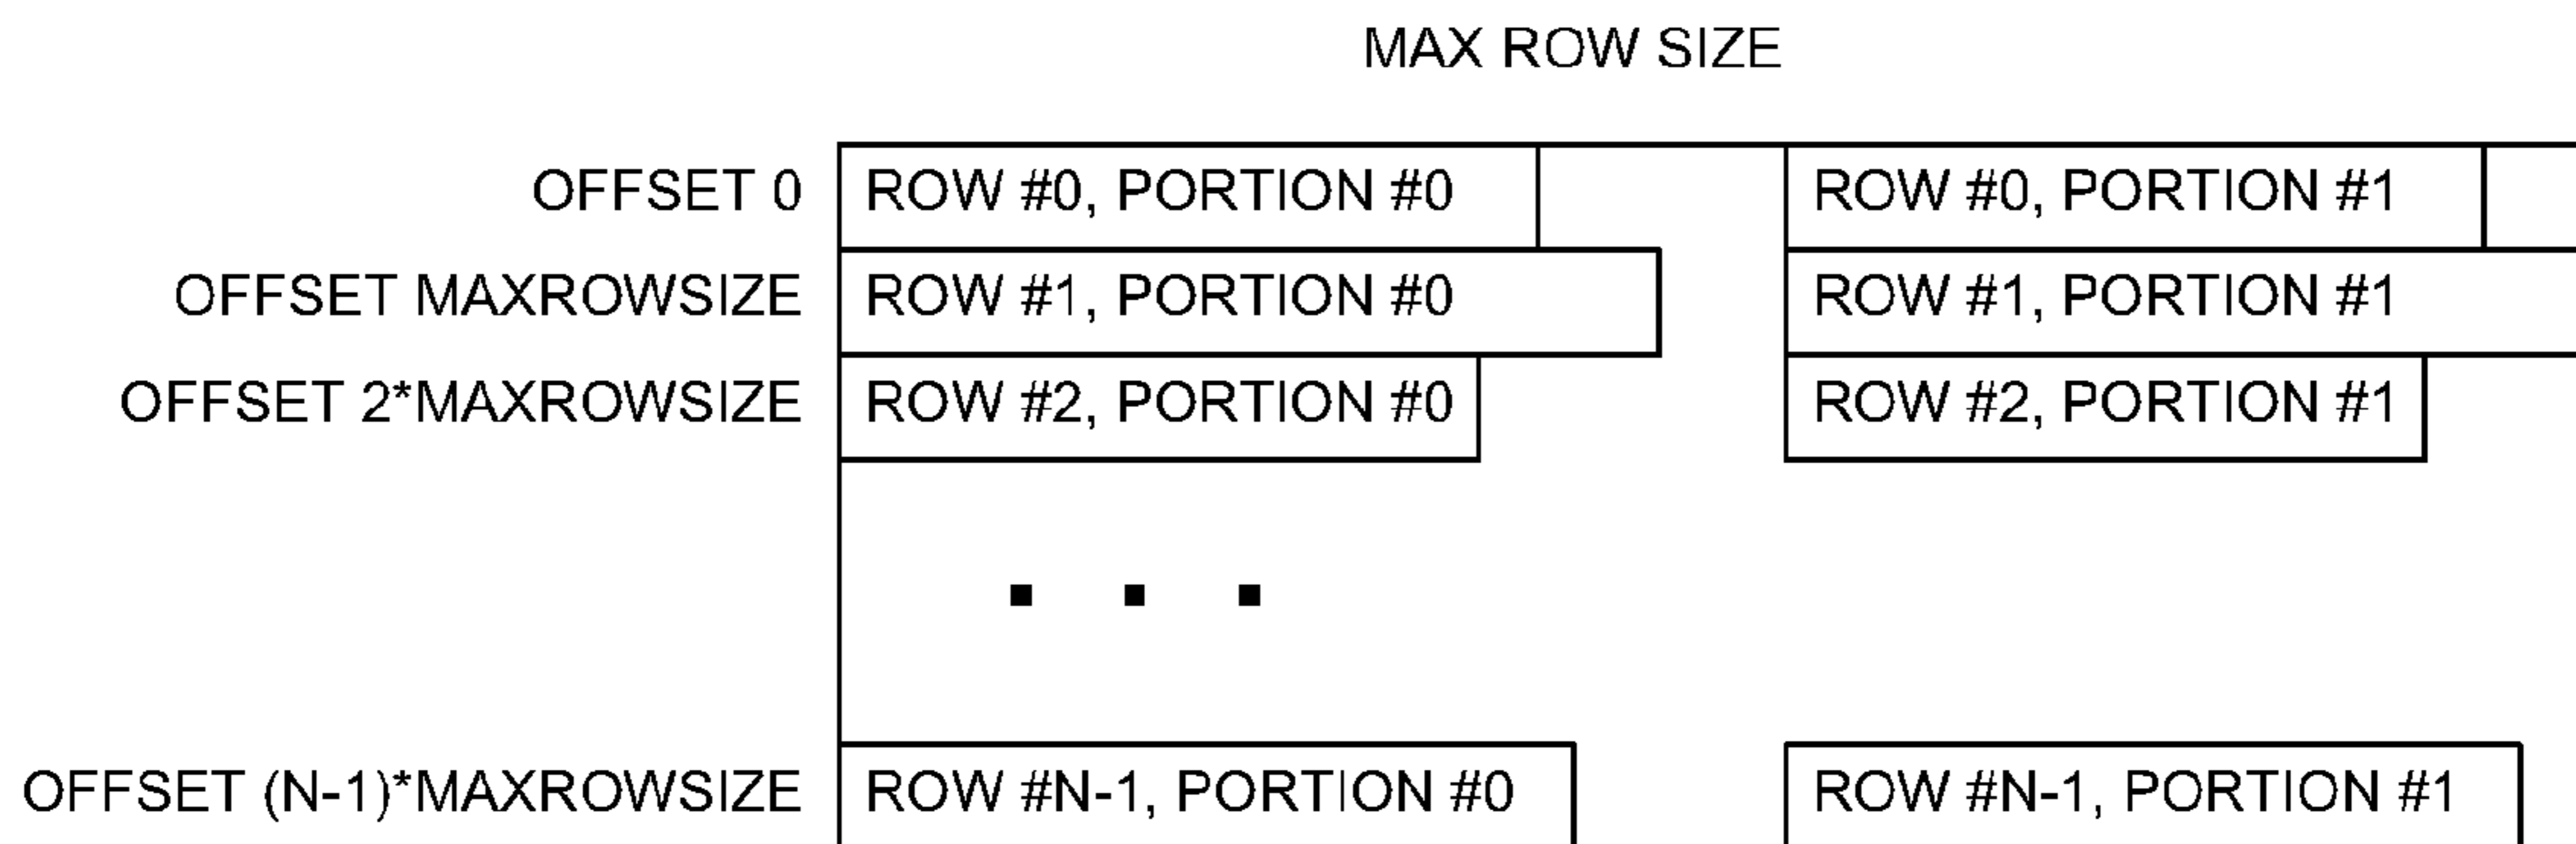 MAX ROW SIZE
OFFSET 0 ROW #0, PORTION #0 ROW #0, PORTION #1
OFFSET MAXROWSIZE ROW #1, PORTION #0 ROW #1, PORTION #1
OFFSET 2*MAXROWSIZE ROW #2, PORTION #0 ROW #2, PORTION #1
OFFSET (N-1)*MAXROWSIZE ROW #N-1, PORTION #0 ROW #N-1, PORTION #1